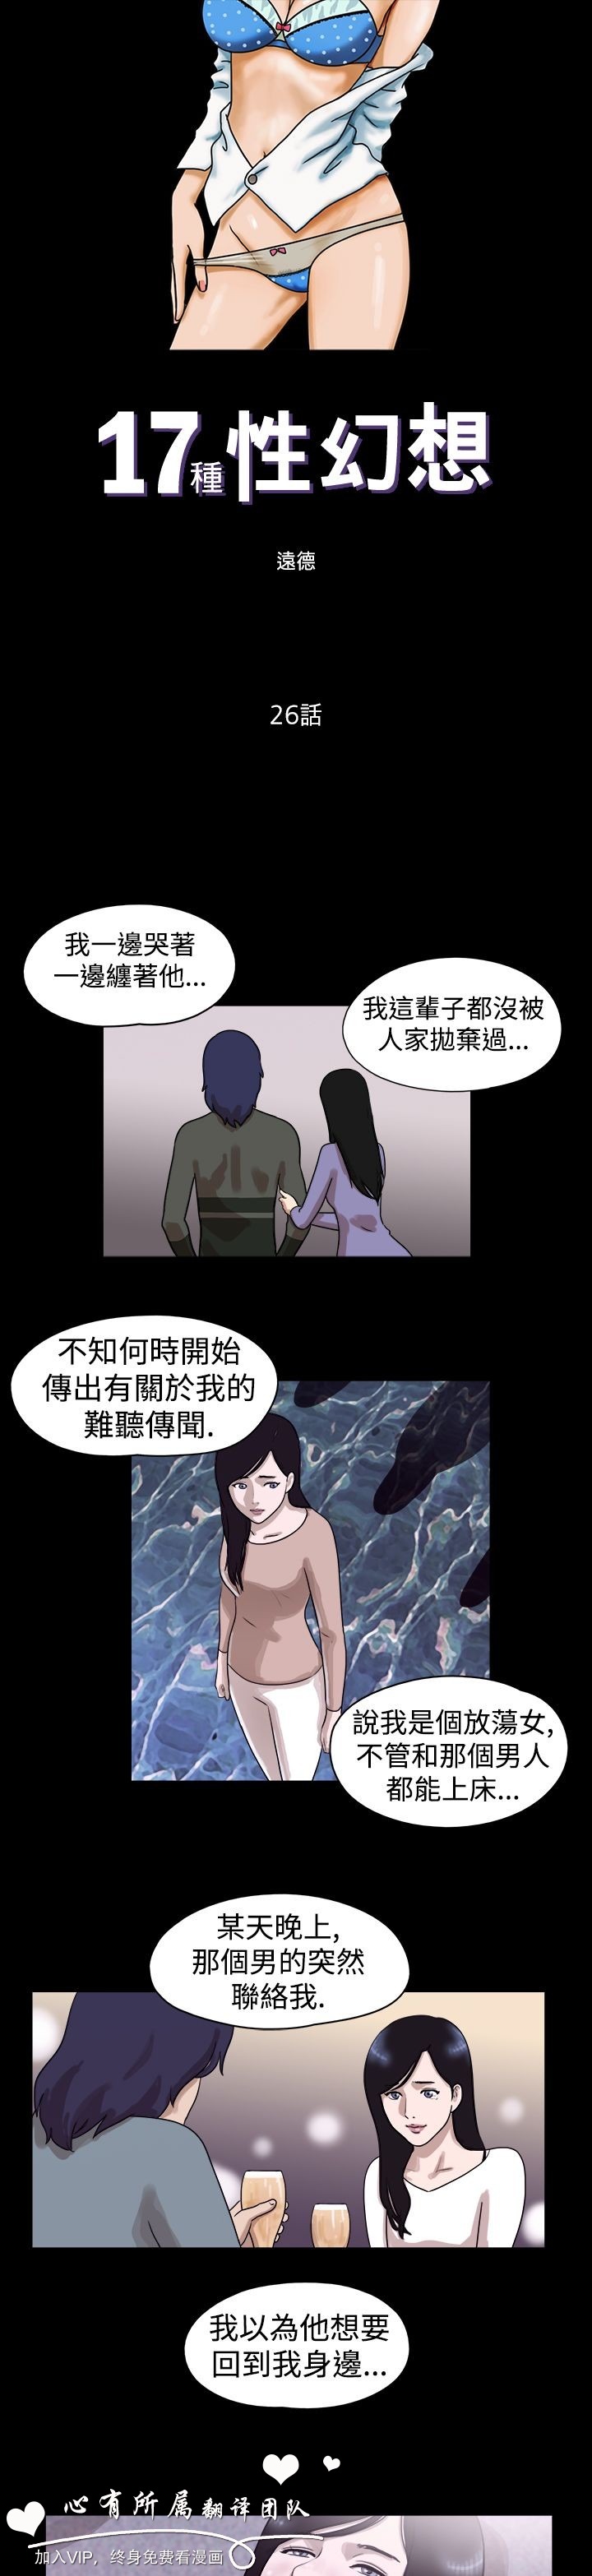 17種性幻想
遠德
26話
我一邊哭著
一邊纏著他...
我這輩子都沒被
人家拋棄過...
不知何時開始
傳出有關於我的
難聽傳聞.
說我是個放蕩女,
不管和那個男人
都能上床...
某天晚上,
那個男的突然
聯絡我.
我以為他想要
回到我身邊...
心有所属翻译团队
加入VIP，终身免费看漫画